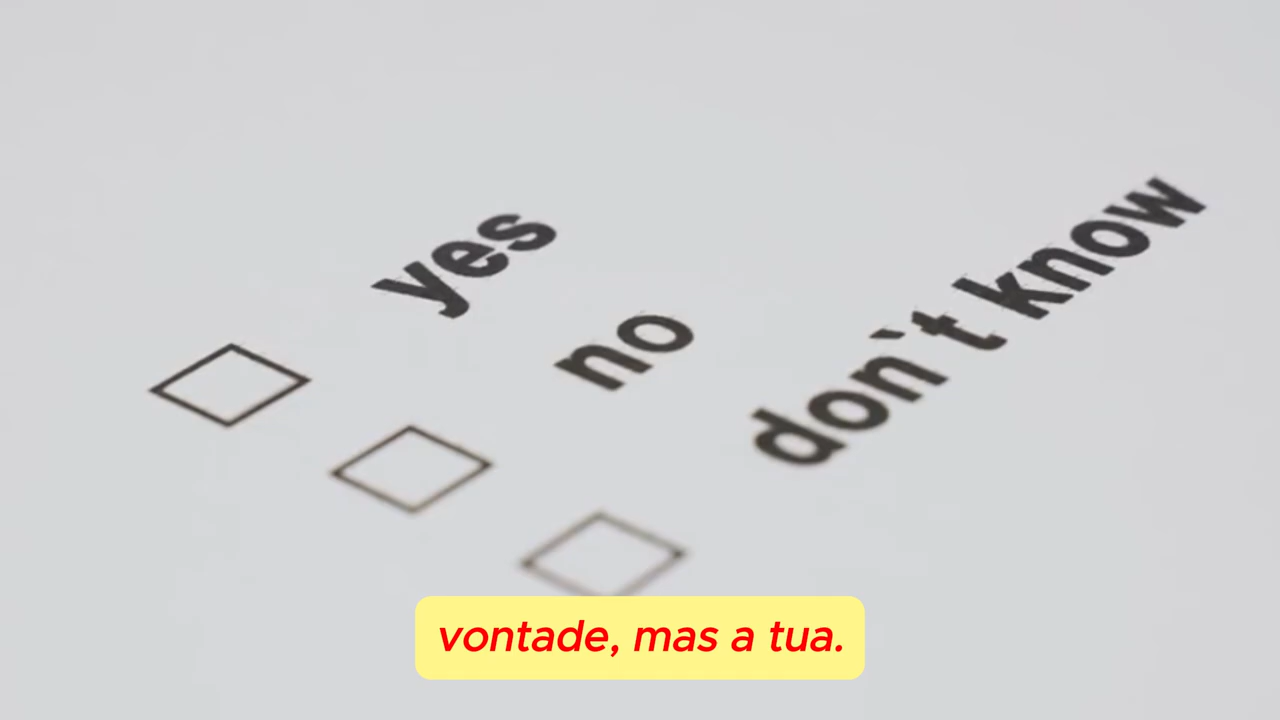 yes
no
don`t know
vontade, mas a tua.